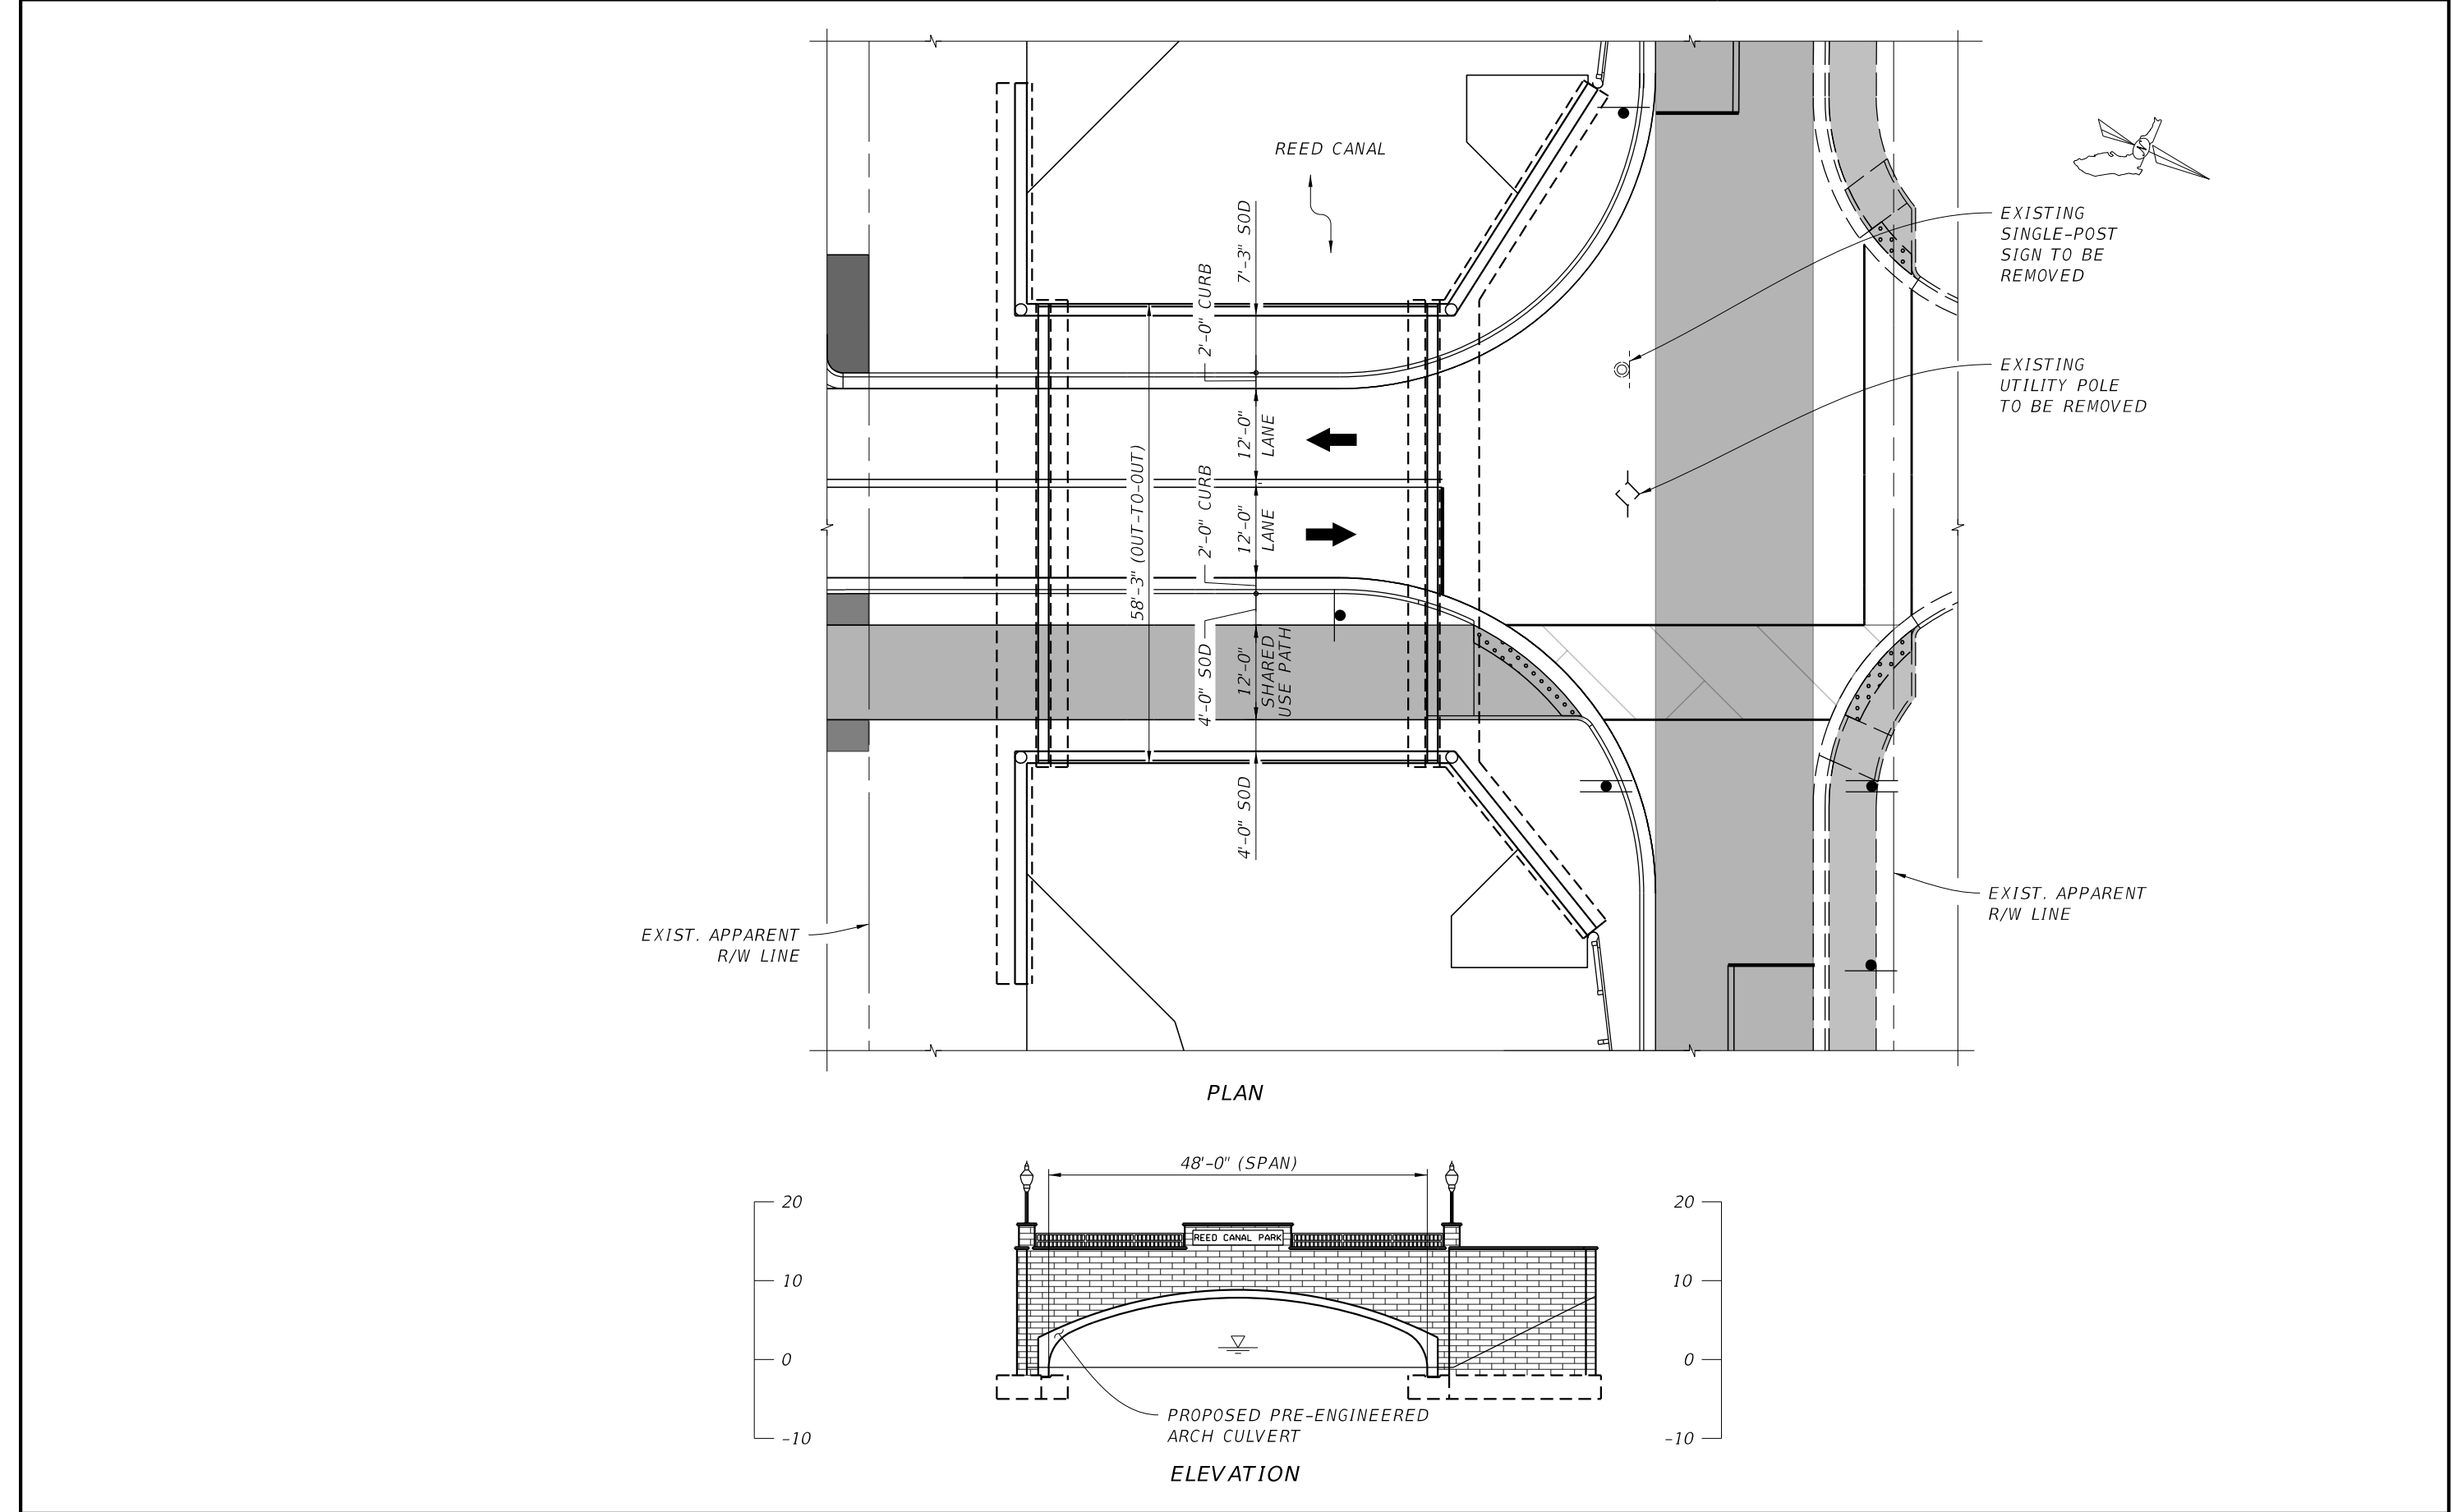 REED CANAL
7'-3" SOD
2'-0" CURB
12'-0"
LANE
58'-3" (OUT-TO-OUT)
2'-0" CURB
12'-0"
LANE
4'-0" SOD
12'-0"
SHARED
USE PATH
4'-0" SOD
EXISTING
SINGLE-POST
SIGN TO BE
REMOVED
EXISTING
UTILITY POLE
TO BE REMOVED
EXIST. APPARENT
R/W LINE
EXIST. APPARENT
R/W LINE
PLAN
48'-0" (SPAN)
20
10
0
-10
REED CANAL PARK
20
10
0
-10
PROPOSED PRE-ENGINEERED
ARCH CULVERT
ELEVATION